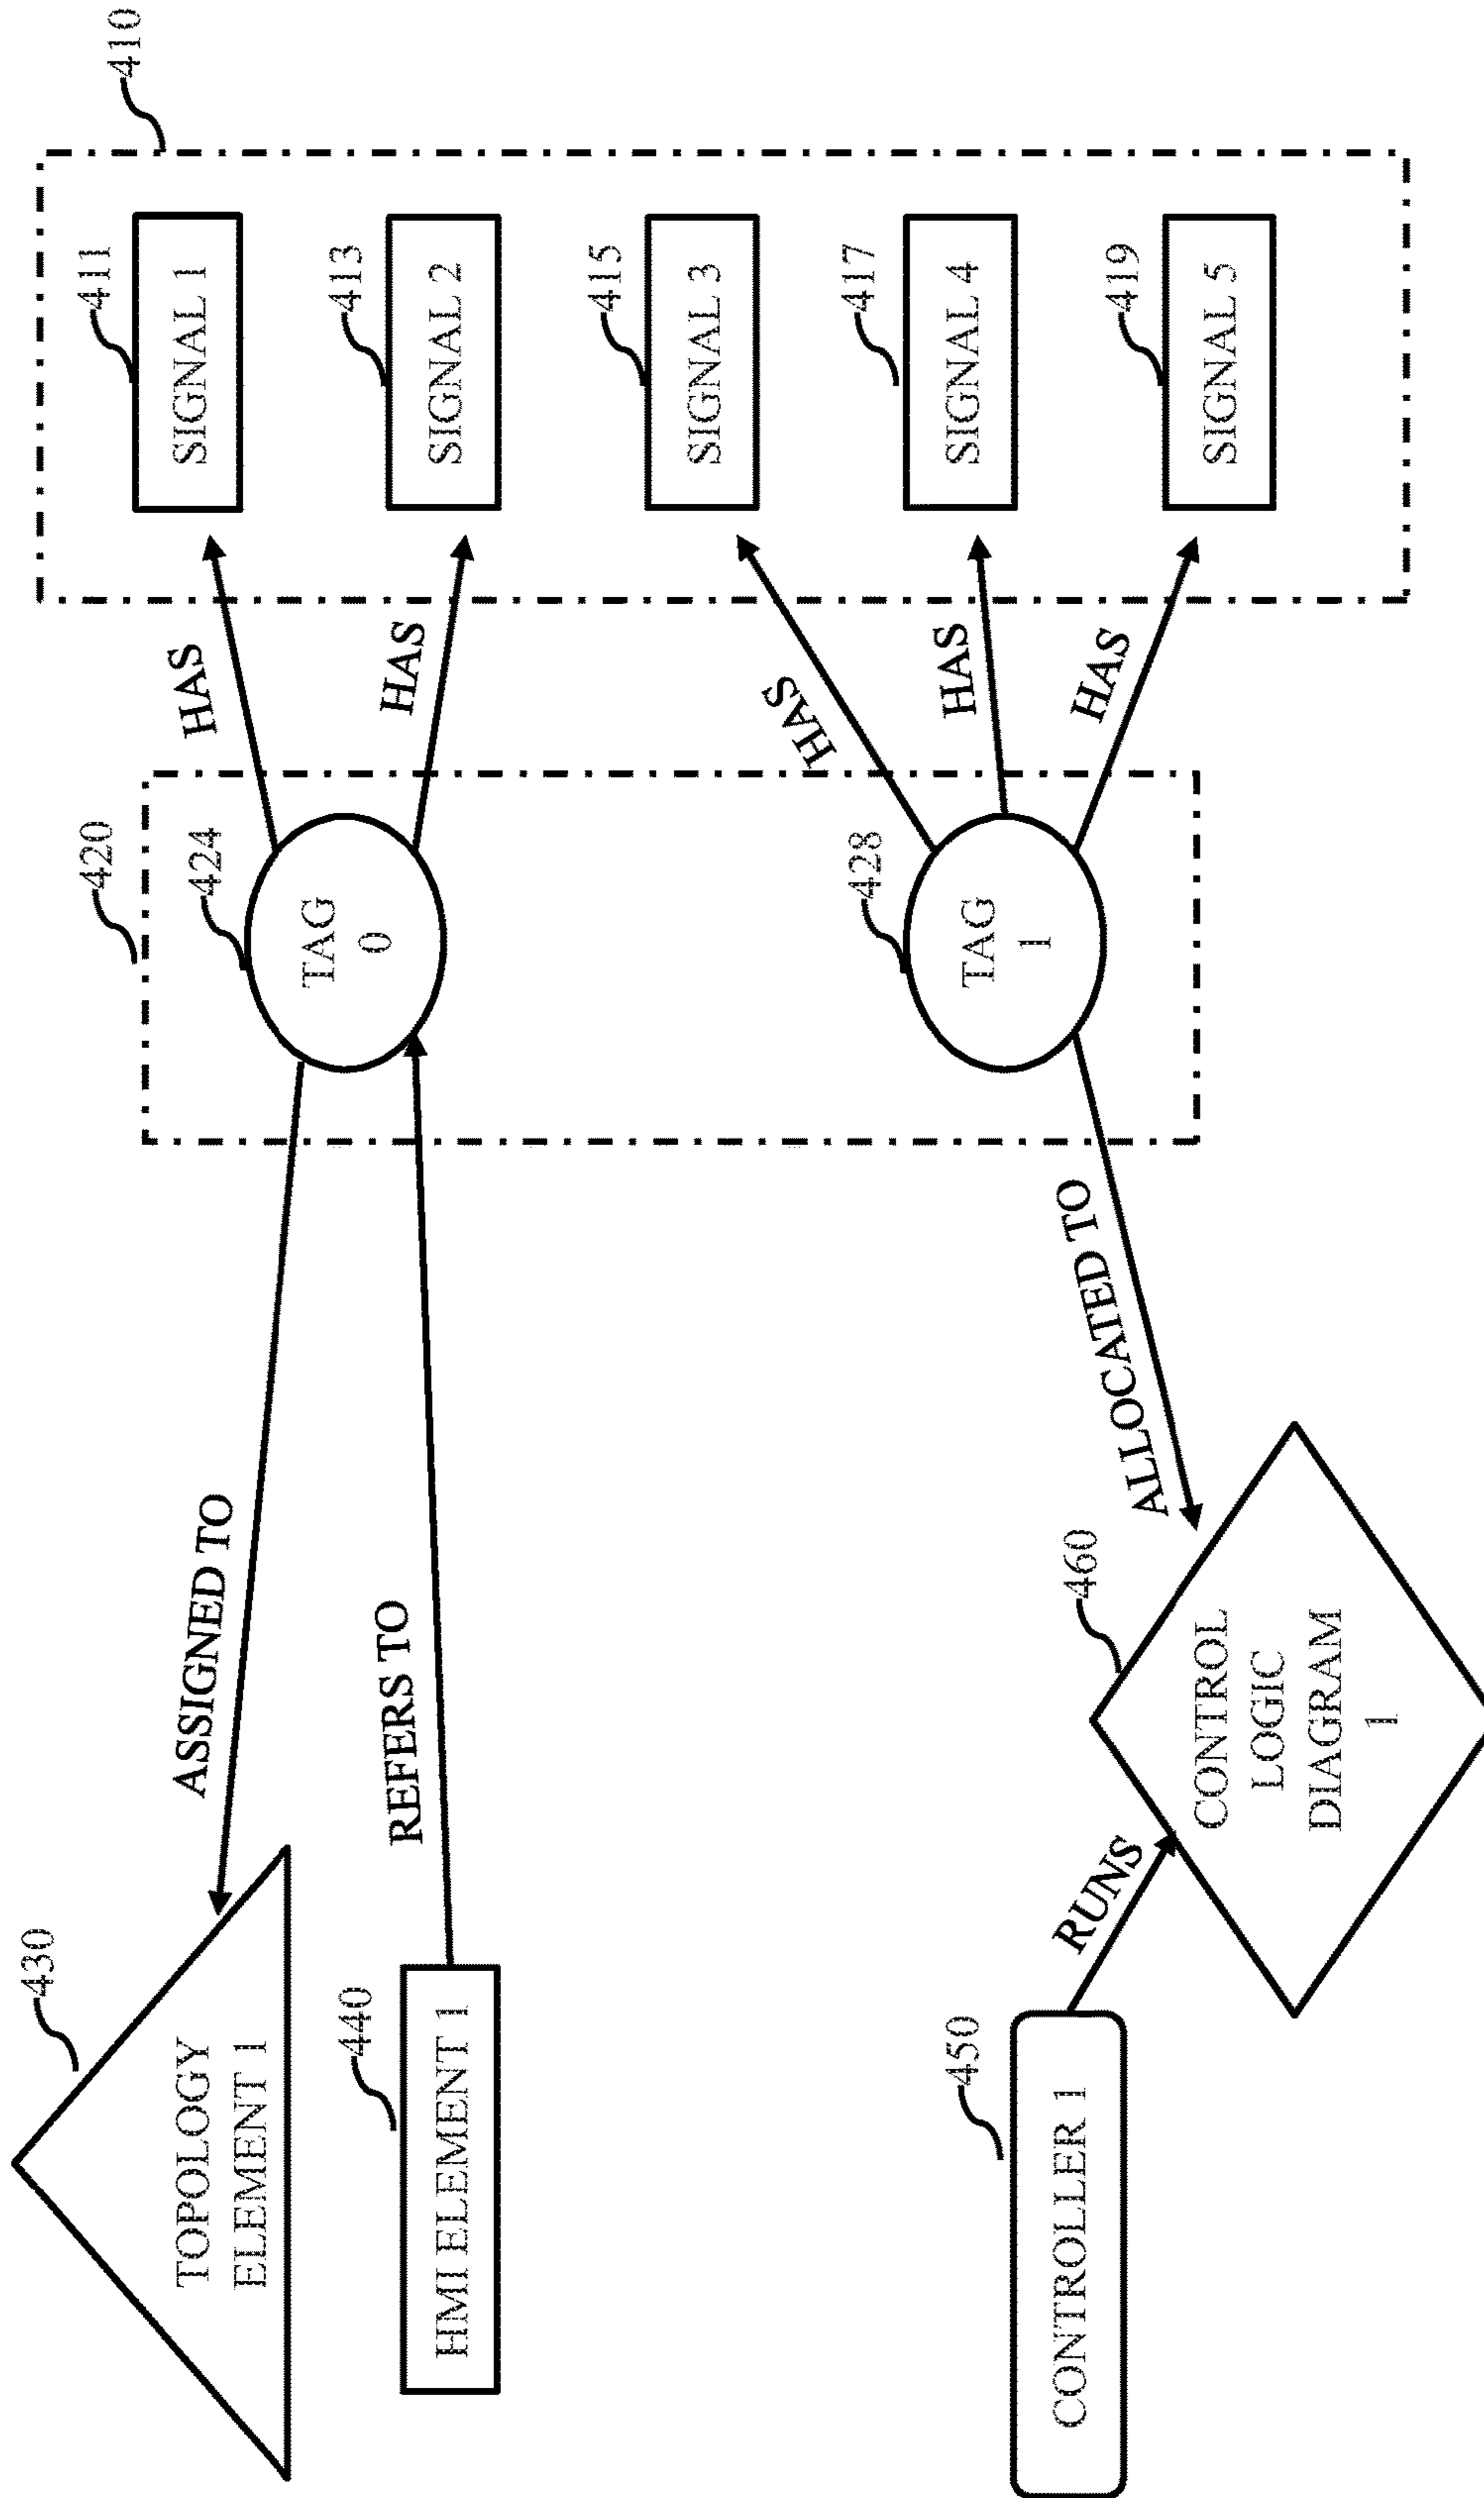 430
TOPOLOGY
ELEMENT 1
ASSIGNED TO
440
HMI ELEMENT 1
REFERS TO
420
424
TAG
0
HAS
HAS
410
411
SIGNAL 1
413
SIGNAL 2
415
SIGNAL 3
417
SIGNAL 4
419
SIGNAL 5
428
TAG
1
HAS
HAS
HAS
ALLOCATED TO
450
CONTROLLER 1
RUNS
460
CONTROL
LOGIC
DIAGRAM
1